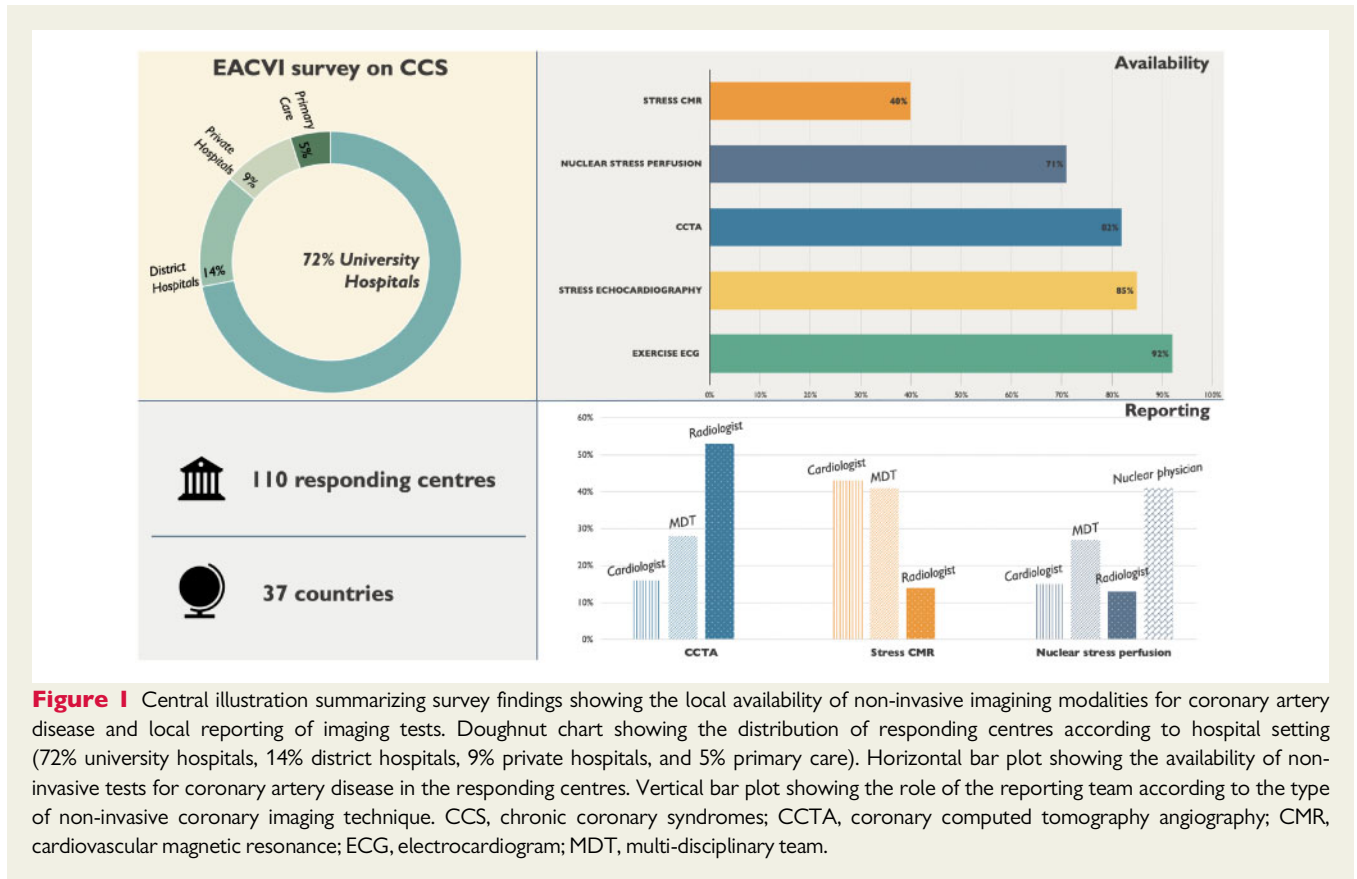 EACVI survey on CCS
Primary
Care
5%
Private
Hospitals
9%
District
Hospitals
14%
72% University
Hospitals
Availability
STRESS CMR
40%
NUCLEAR STRESS PERFUSION
71%
CCTA
82%
STRESS ECHOCARDIOGRAPHY
85%
EXERCISE ECG
92%
0% 10% 20% 30% 40% 50% 60% 70% 80% 90% 100%
110 responding centres
37 countries
Reporting
60%
50%
40%
30%
20%
10%
0%
Cardiologist
MDT
Radiologist
CCTA
Cardiologist
MDT
Radiologist
Stress CMR
Cardiologist
MDT
Radiologist
Nuclear physician
Nuclear stress perfusion
Figure 1 Central illustration summarizing survey findings showing the local availability of non-invasive imagining modalities for coronary artery
disease and local reporting of imaging tests. Doughnut chart showing the distribution of responding centres according to hospital setting
(72% university hospitals, 14% district hospitals, 9% private hospitals, and 5% primary care). Horizontal bar plot showing the availability of non-
invasive tests for coronary artery disease in the responding centres. Vertical bar plot showing the role of the reporting team according to the type
of non-invasive coronary imaging technique. CCS, chronic coronary syndromes; CCTA, coronary computed tomography angiography; CMR,
cardiovascular magnetic resonance; ECG, electrocardiogram; MDT, multi-disciplinary team.